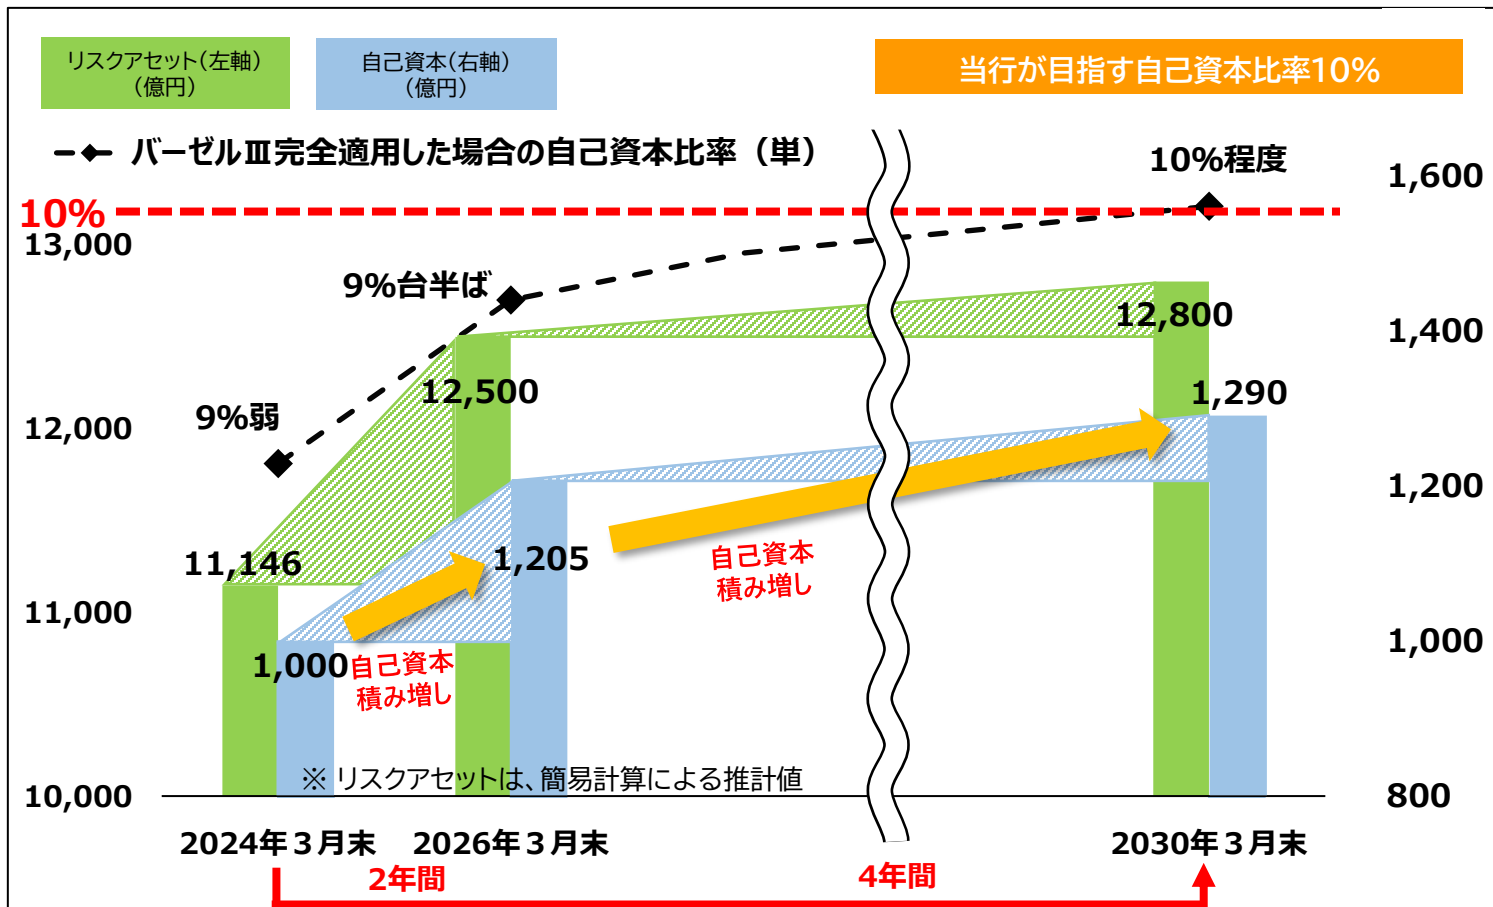 リスクアセット(左軸)
(億円)
自己資本(右軸)
(億円)
当行が目指す自己資本比率10%
バーゼルⅢ完全適用した場合の自己資本比率（単）
10%程度
1,600
10%
13,000
9%台半ば
12,800
1,400
12,500
1,290
9%弱
12,000
1,200
11,146
1,205
自己資本
積み増し
11,000
1,000
1,000
自己資本
積み増し
※ リスクアセットは、簡易計算による推計値
10,000
800
2024年３月末
2026年３月末
2030年３月末
2年間
4年間